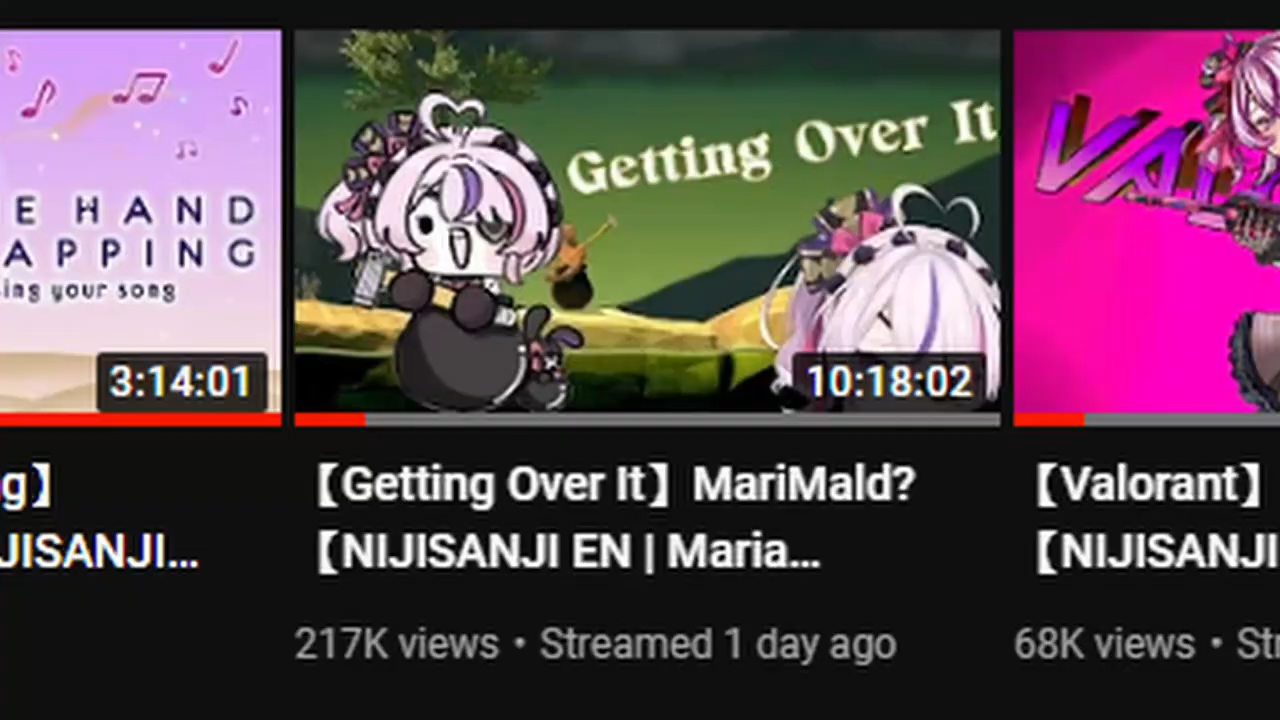 E HAND
APPING
ing your song
3:14:01
g】
JISANJI...
Getting Over It
10:18:02
【Getting Over It】MariMald?
【NIJISANJI EN | Maria...
217K views • Streamed 1 day ago
VAL
【Valorant】
【NIJISANJI
68K views • St